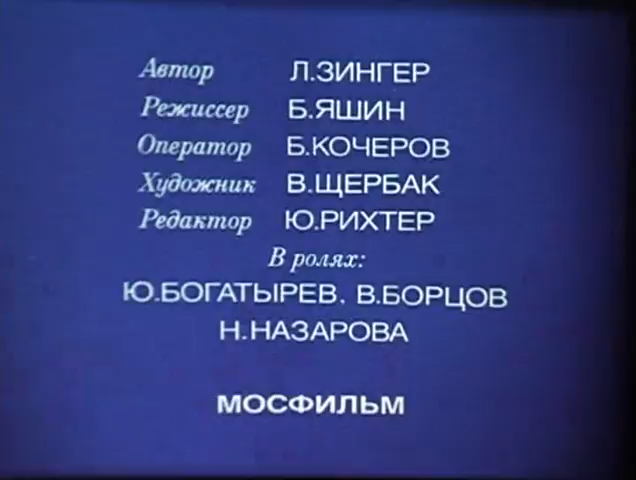 Автор Л.ЗИНГЕР
Режиссер Б.ЯШИН
Оператор Б.КОЧЕРОВ
Художник В.ЩЕРБАК
Редактор Ю.РИХТЕР
В ролях:
Ю.БОГАТЫРЕВ, В.БОРЦОВ
Н.НАЗАРОВА
МОСФИЛЬМ